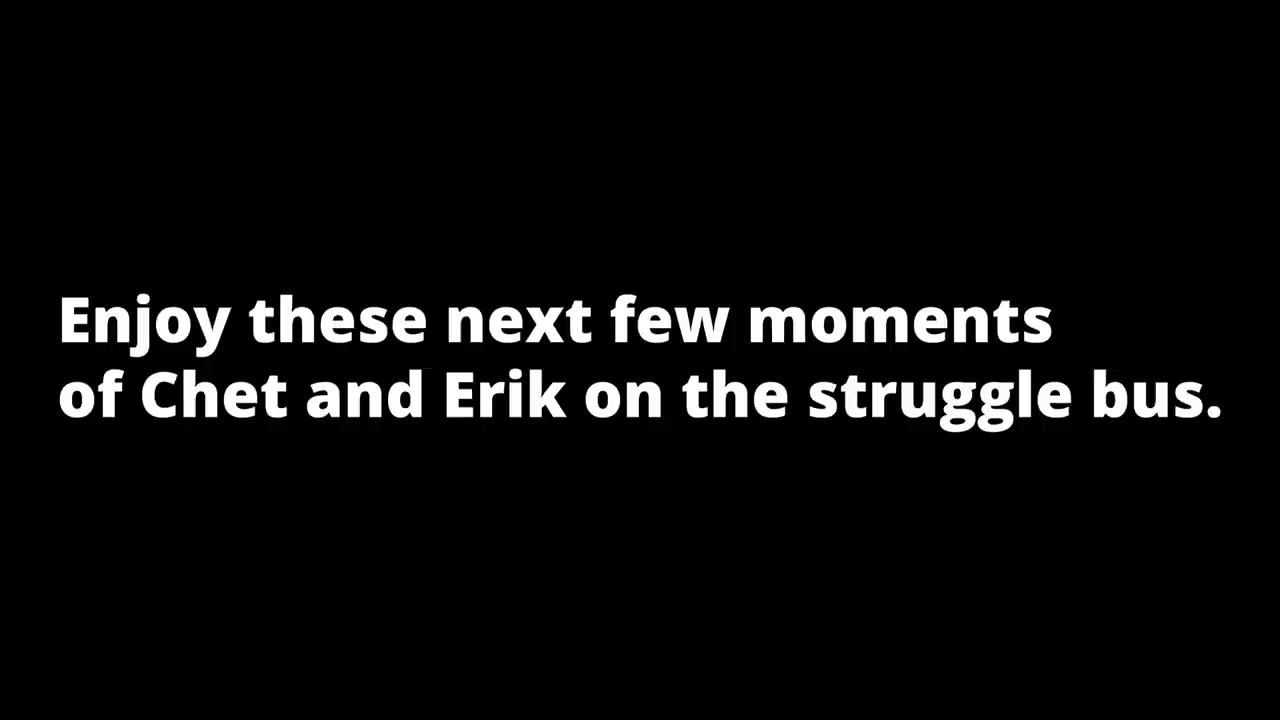 Enjoy these next few moments
of Chet and Erik on the struggle bus.